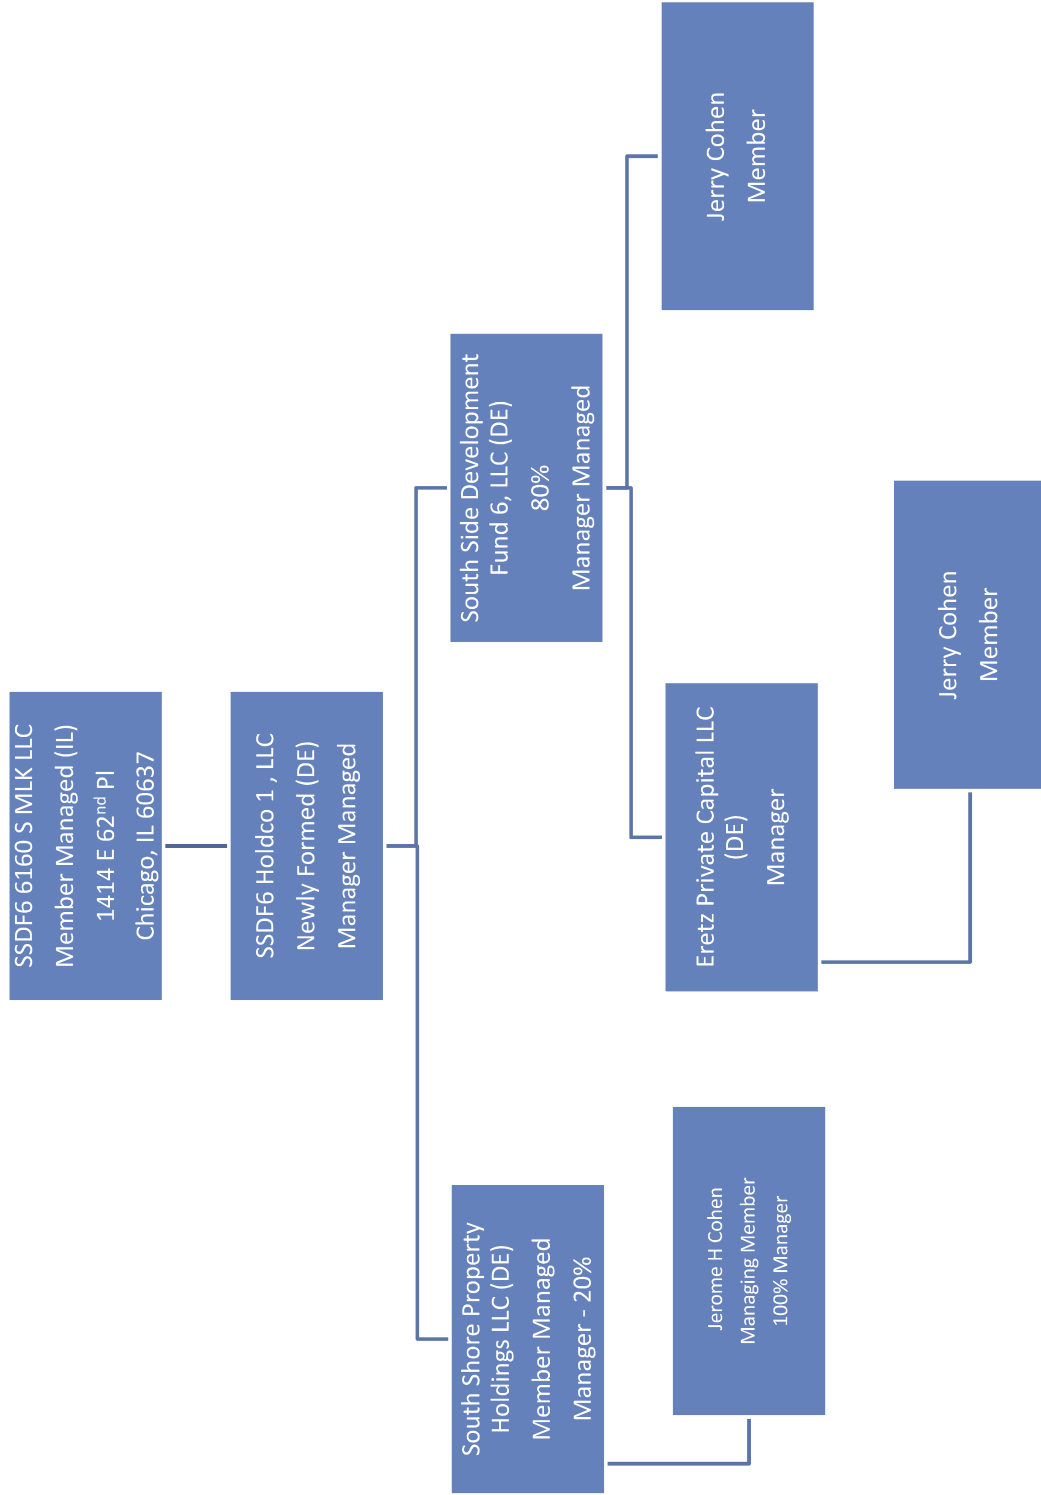 SSDF6 6160 S MLK LLC
Member Managed (IL)
1414 E 62nd Pl
Chicago, IL 60637
SSDF6 Holdco 1 , LLC
Newly Formed (DE)
Manager Managed
South Shore Property
Holdings LLC (DE)
Member Managed
Manager - 20%
South Side Development
Fund 6, LLC (DE)
80%
Manager Managed
Jerome H Cohen
Managing Member
100% Manager
Eretz Private Capital LLC
(DE)
Manager
Jerry Cohen
Member
Jerry Cohen
Member